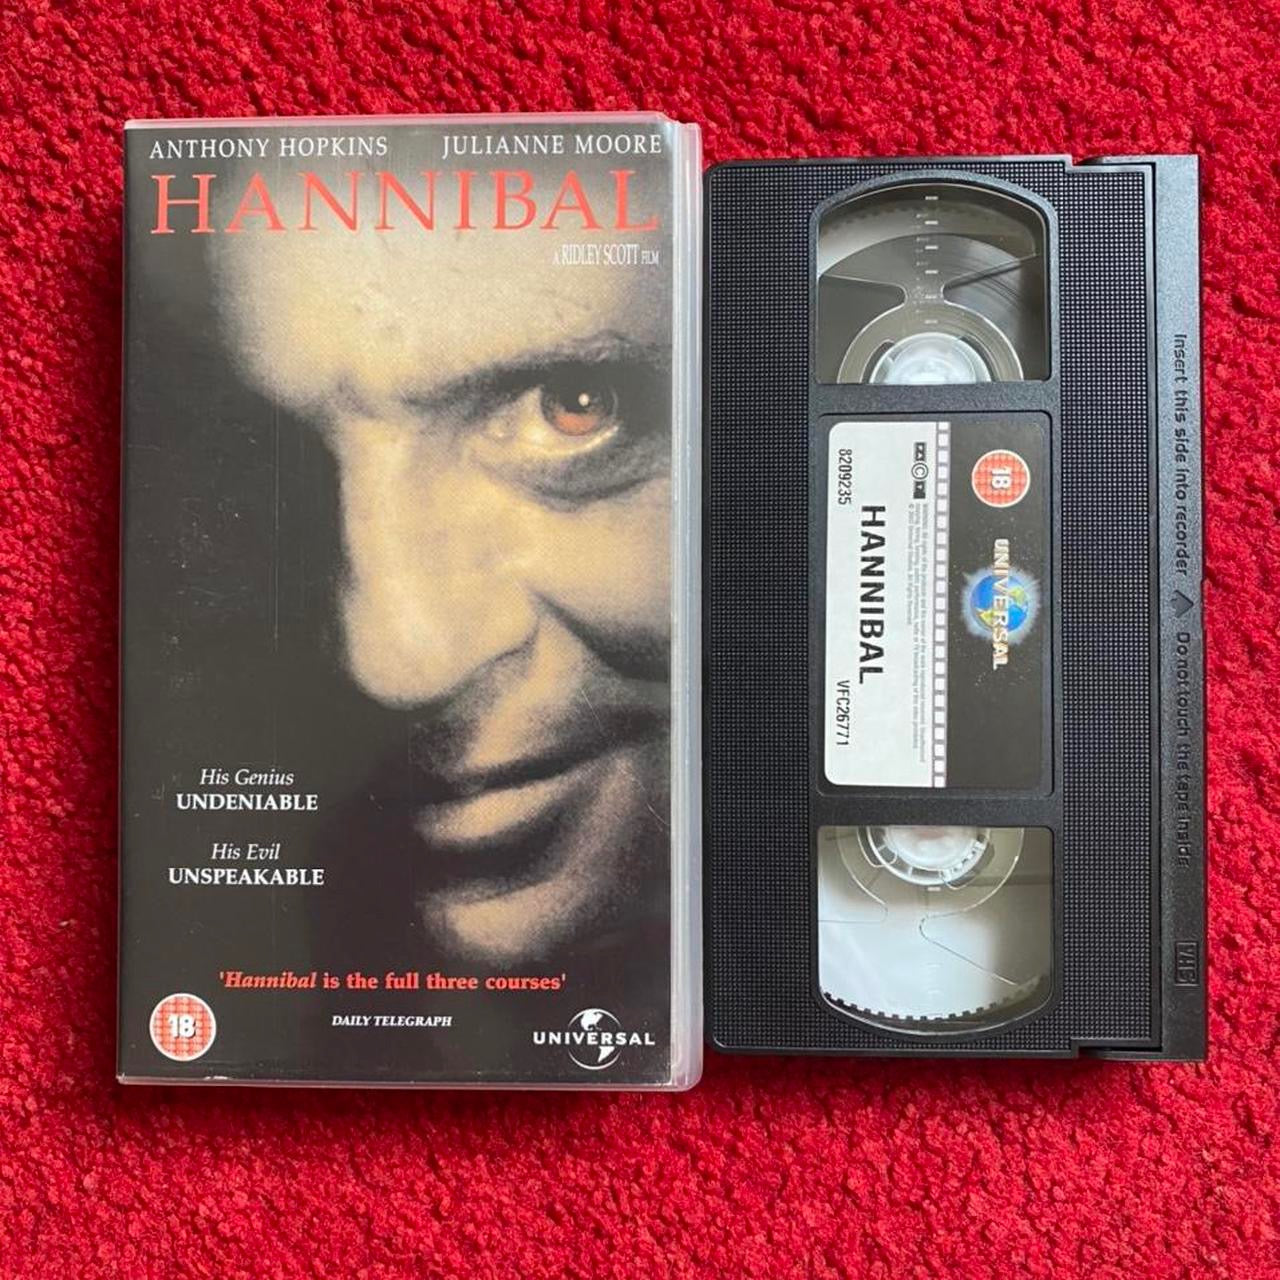 ANTHONY HOPKINS JULIANNE MOORE
HANNIBAL
A RIDLEY SCOTT FILM
His Genius
UNDENIABLE
His Evil
UNSPEAKABLE
'Hannibal is the full three courses'
DAILY TELEGRAPH
18
UNIVERSAL
18
UNIVERSAL
8209235
HANNIBAL
VFC26771
Insert this side into recorder
Do not touch the tape inside
VHS